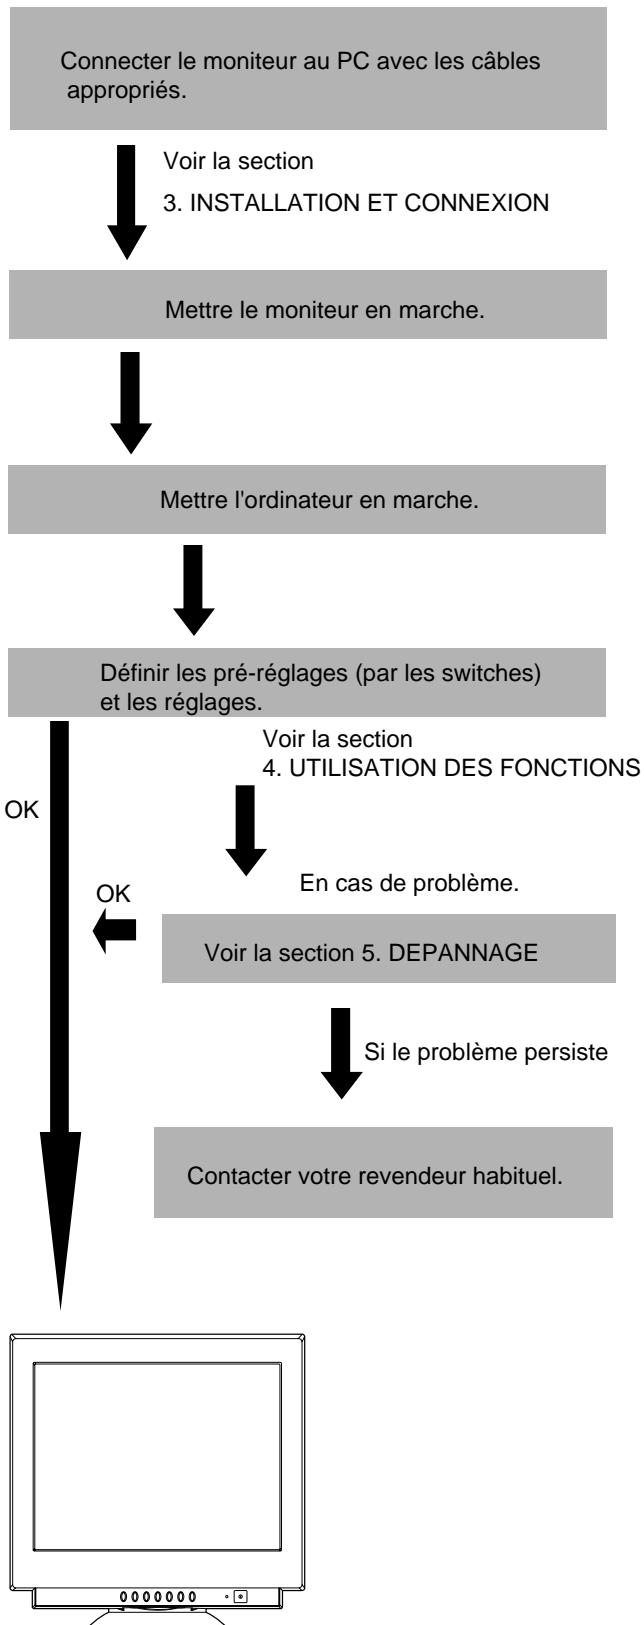 Connecter le moniteur au PC avec les câbles
appropriés.
Voir la section
3. INSTALLATION ET CONNEXION
Mettre le moniteur en marche.
Mettre l'ordinateur en marche.
Définir les pré-réglages (par les switches)
et les réglages.
Voir la section
4. UTILISATION DES FONCTIONS
OK
En cas de problème.
OK
Voir la section 5. DEPANNAGE
Si le problème persiste
Contacter votre revendeur habituel.